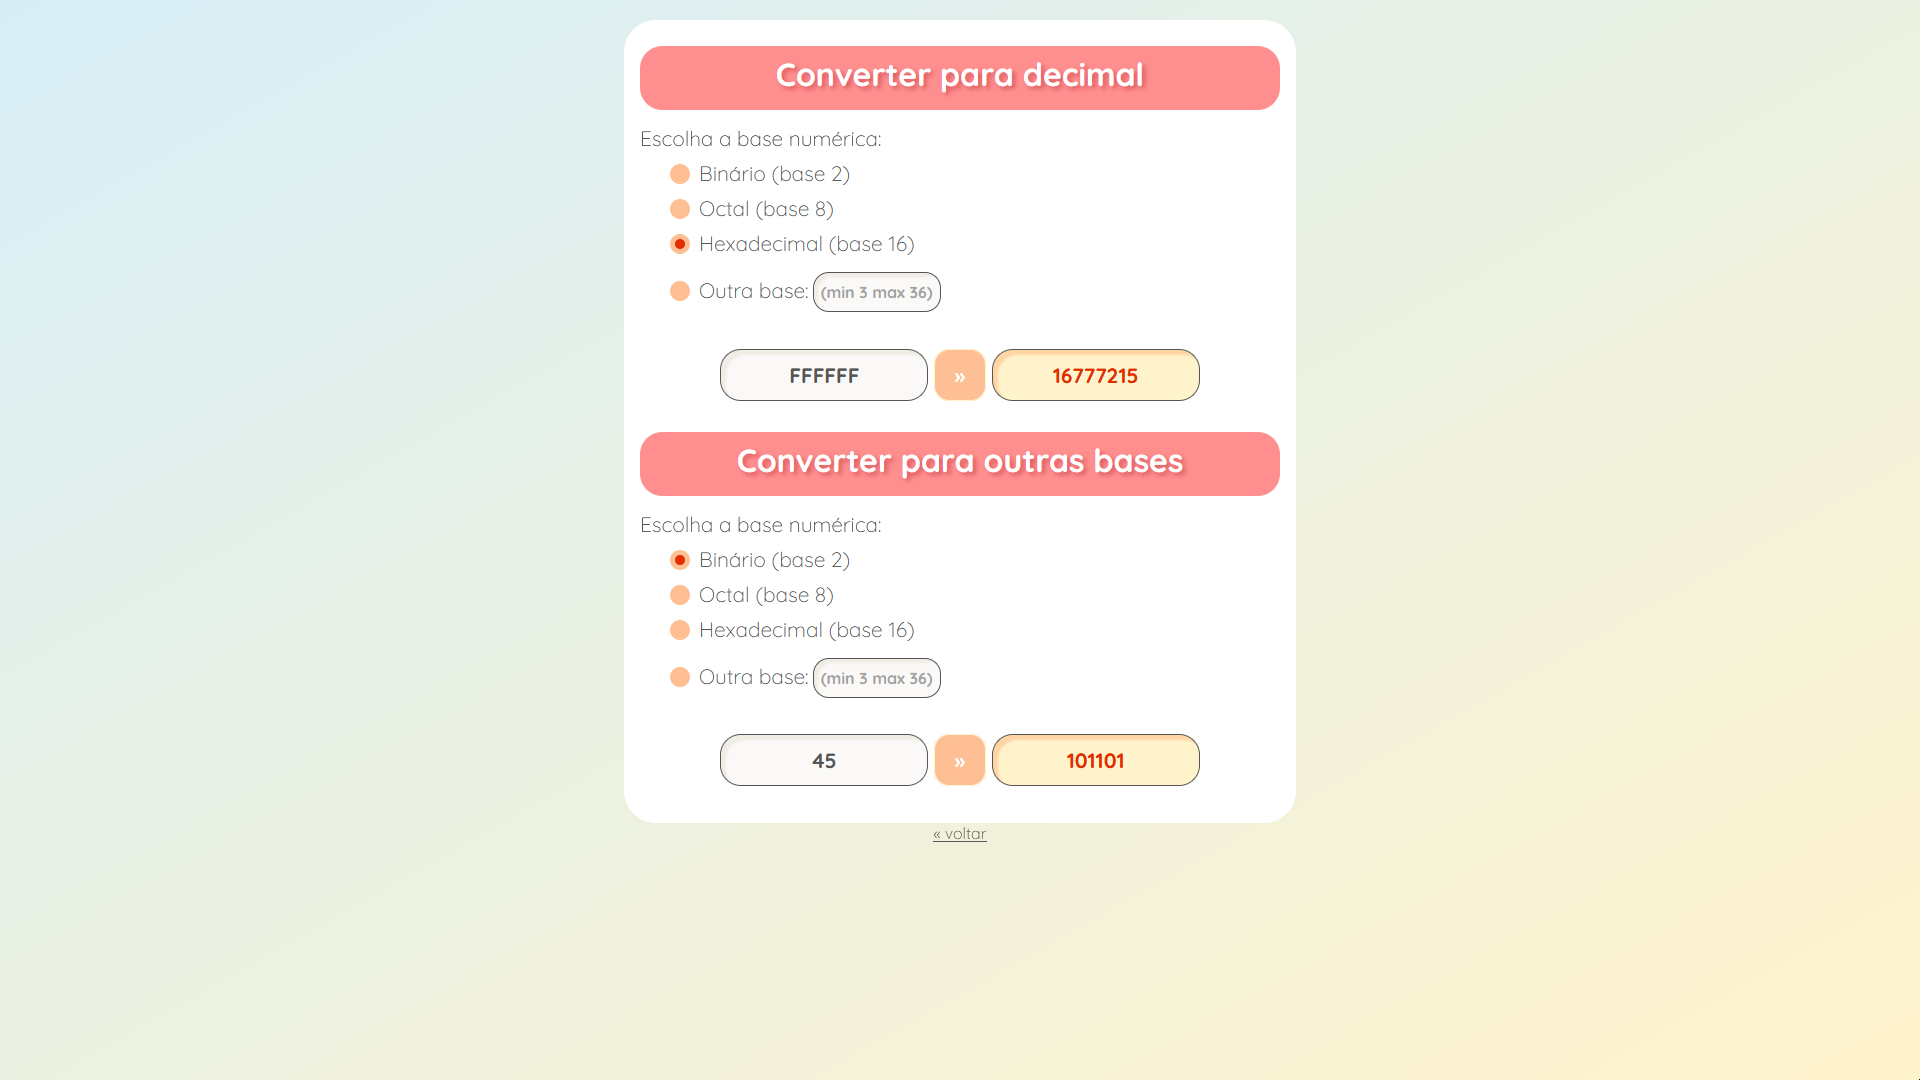 Converter para decimal
Escolha a base numérica:
Binário (base 2)
Octal (base 8)
Hexadecimal (base 16)
Outra base: (min 3 max 36)
FFFFFF » 16777215
Converter para outras bases
Escolha a base numérica:
Binário (base 2)
Octal (base 8)
Hexadecimal (base 16)
Outra base: (min 3 max 36)
45 » 101101
« voltar